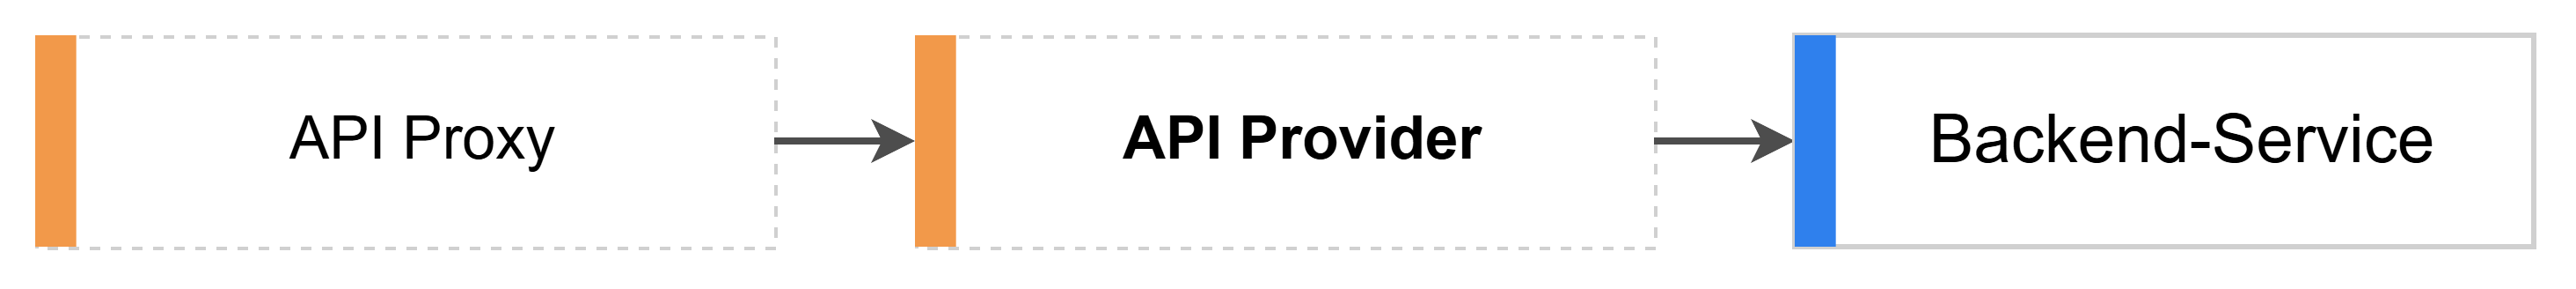 API Proxy
API Provider
Backend-Service